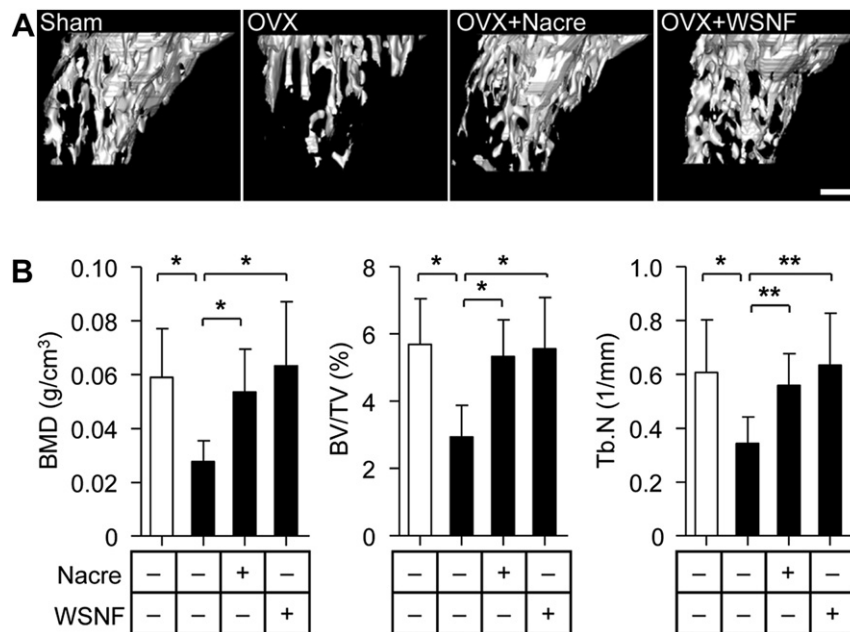 A
Sham
OVX
OVX+Nacre
OVX+WSNF
B
BMD (g/cm³)
0.10
0.08
0.06
0.04
0.02
0
*
*
*
BV/TV (%)
8
6
4
2
0
*
*
*
Tb.N (1/mm)
1.0
0.8
0.6
0.4
0.2
0
*
**
**
Nacre – – + –
WSNF – – – +
– – + –
– – – +
– – + –
– – – +